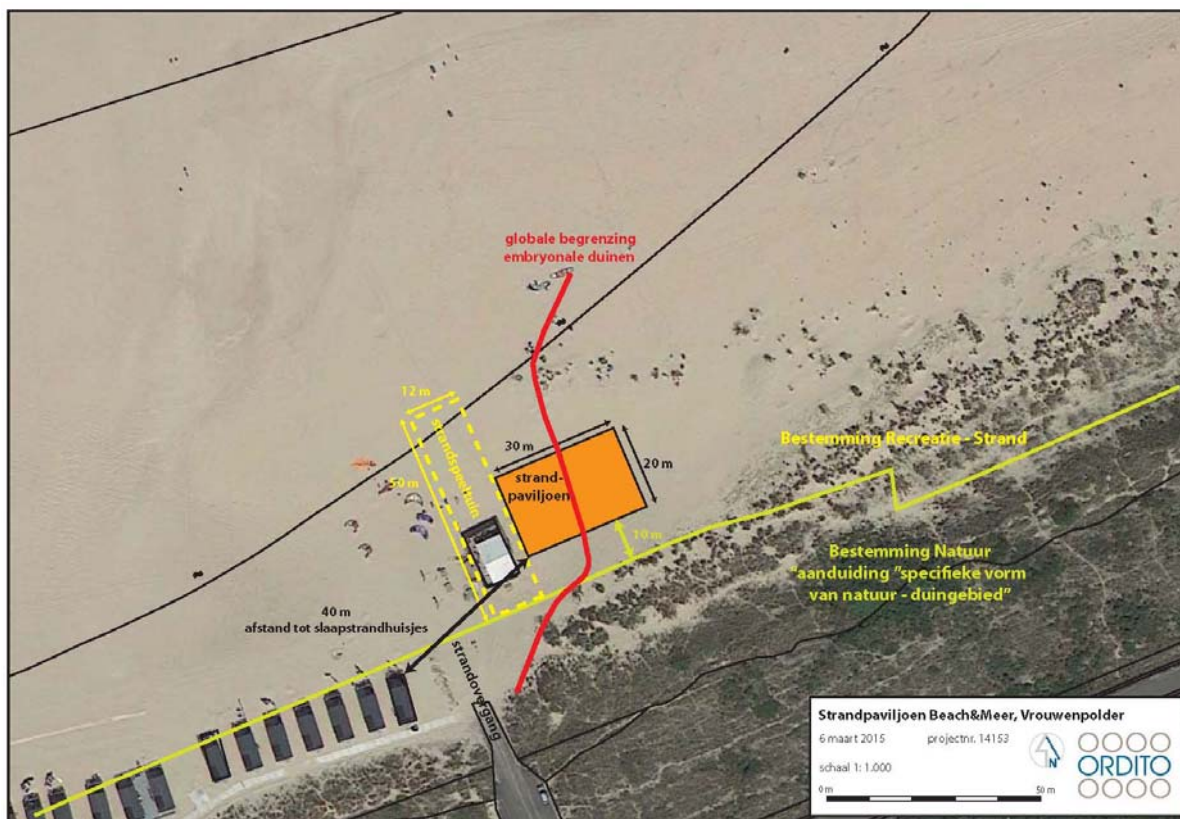 globale begrenzing
embryonale duinen
12 m
strandspeeltuin
50 m
30 m
strand-
paviljoen
20 m
Bestemming Recreatie - Strand
10 m
Bestemming Natuur
"aanduiding "specifieke vorm
van natuur - duingebied"
40 m
afstand tot slaapstrandhuisjes
strandovergang
Strandpaviljoen Beach&Meer, Vrouwenpolder
6 maart 2015 projectnr. 14153
schaal 1: 1.000
N
ORDITO
0 m 50 m